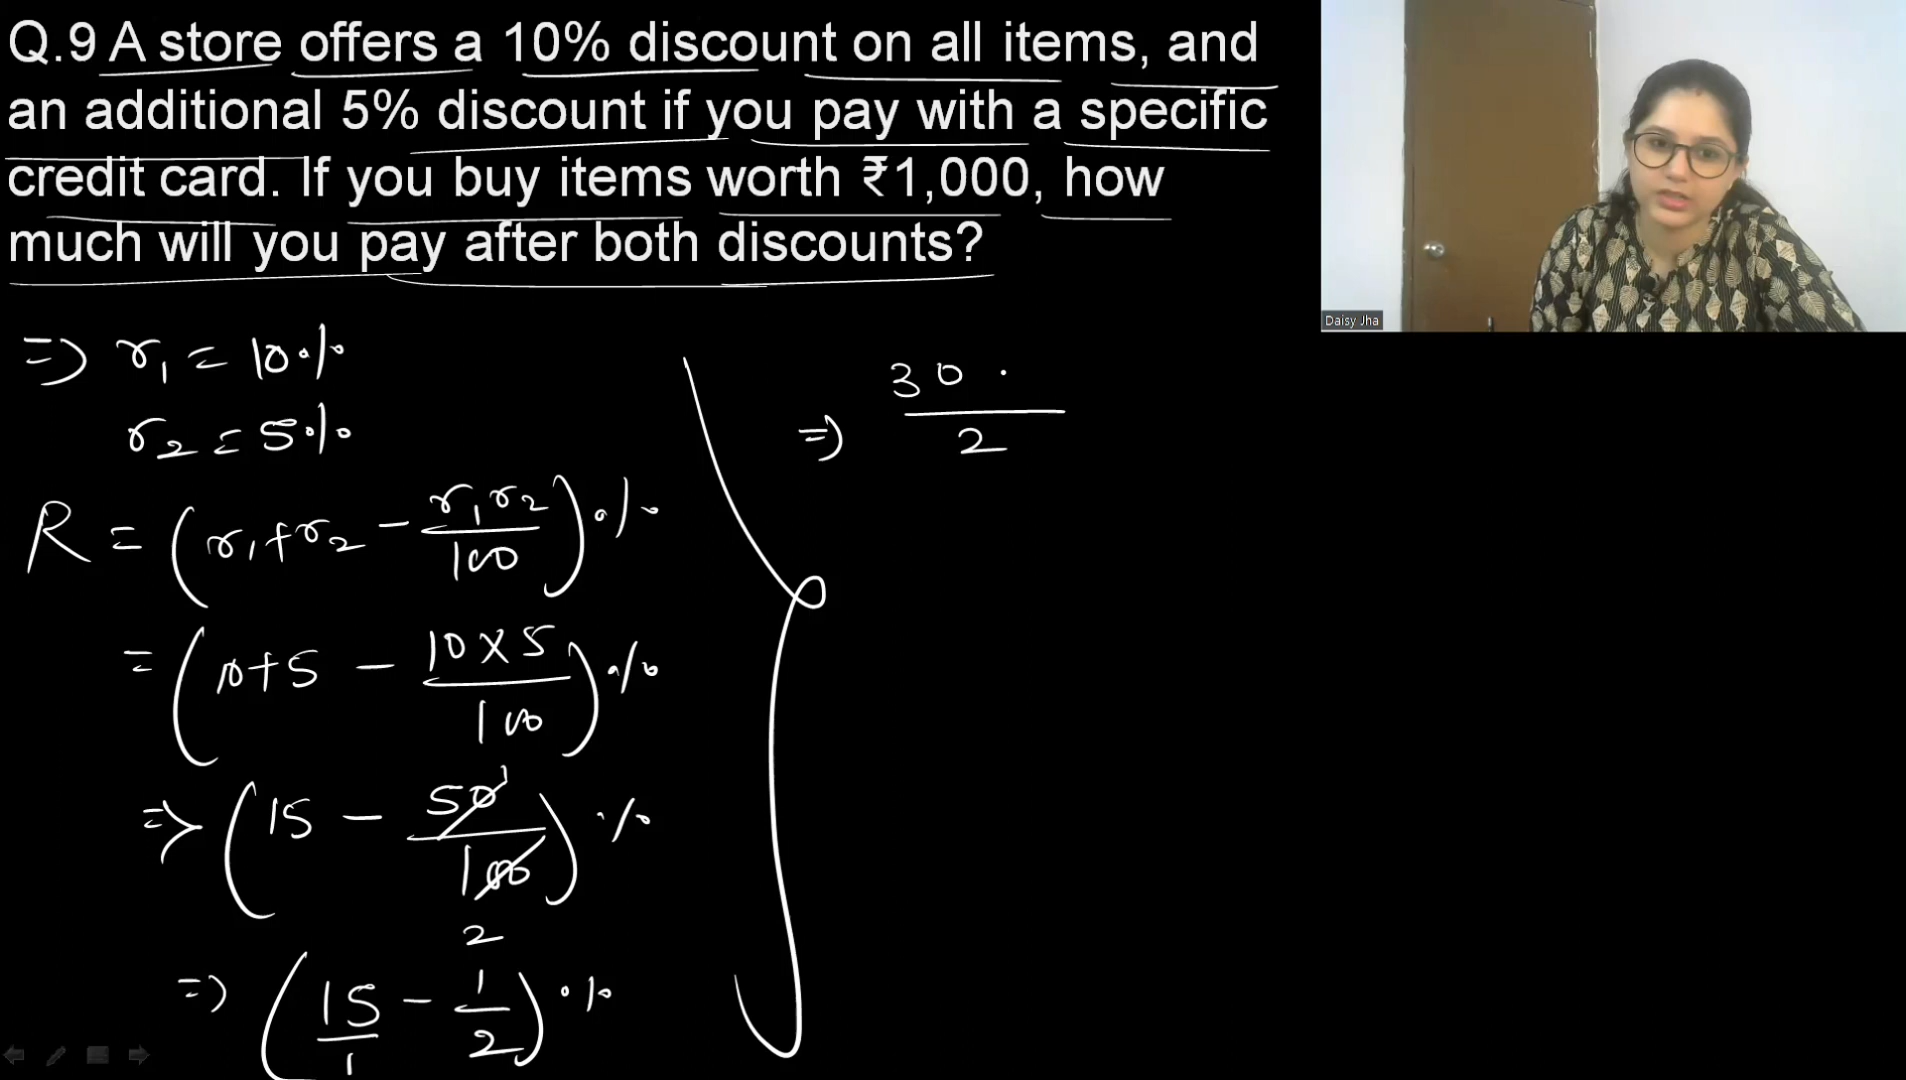 Q.9 A store offers a 10% discount on all items, and
an additional 5% discount if you pay with a specific
credit card. If you buy items worth ₹1,000, how
much will you pay after both discounts?
Daisy Jha
=> r1 = 10%
r2 = 5%
R = (r1+r2 - r1r2/100)%
= (10+5 - 10×5/100)%
=> (15 - 50/100)%
1
2
=> (15/1 - 1/2)%
=> 30 ·/2